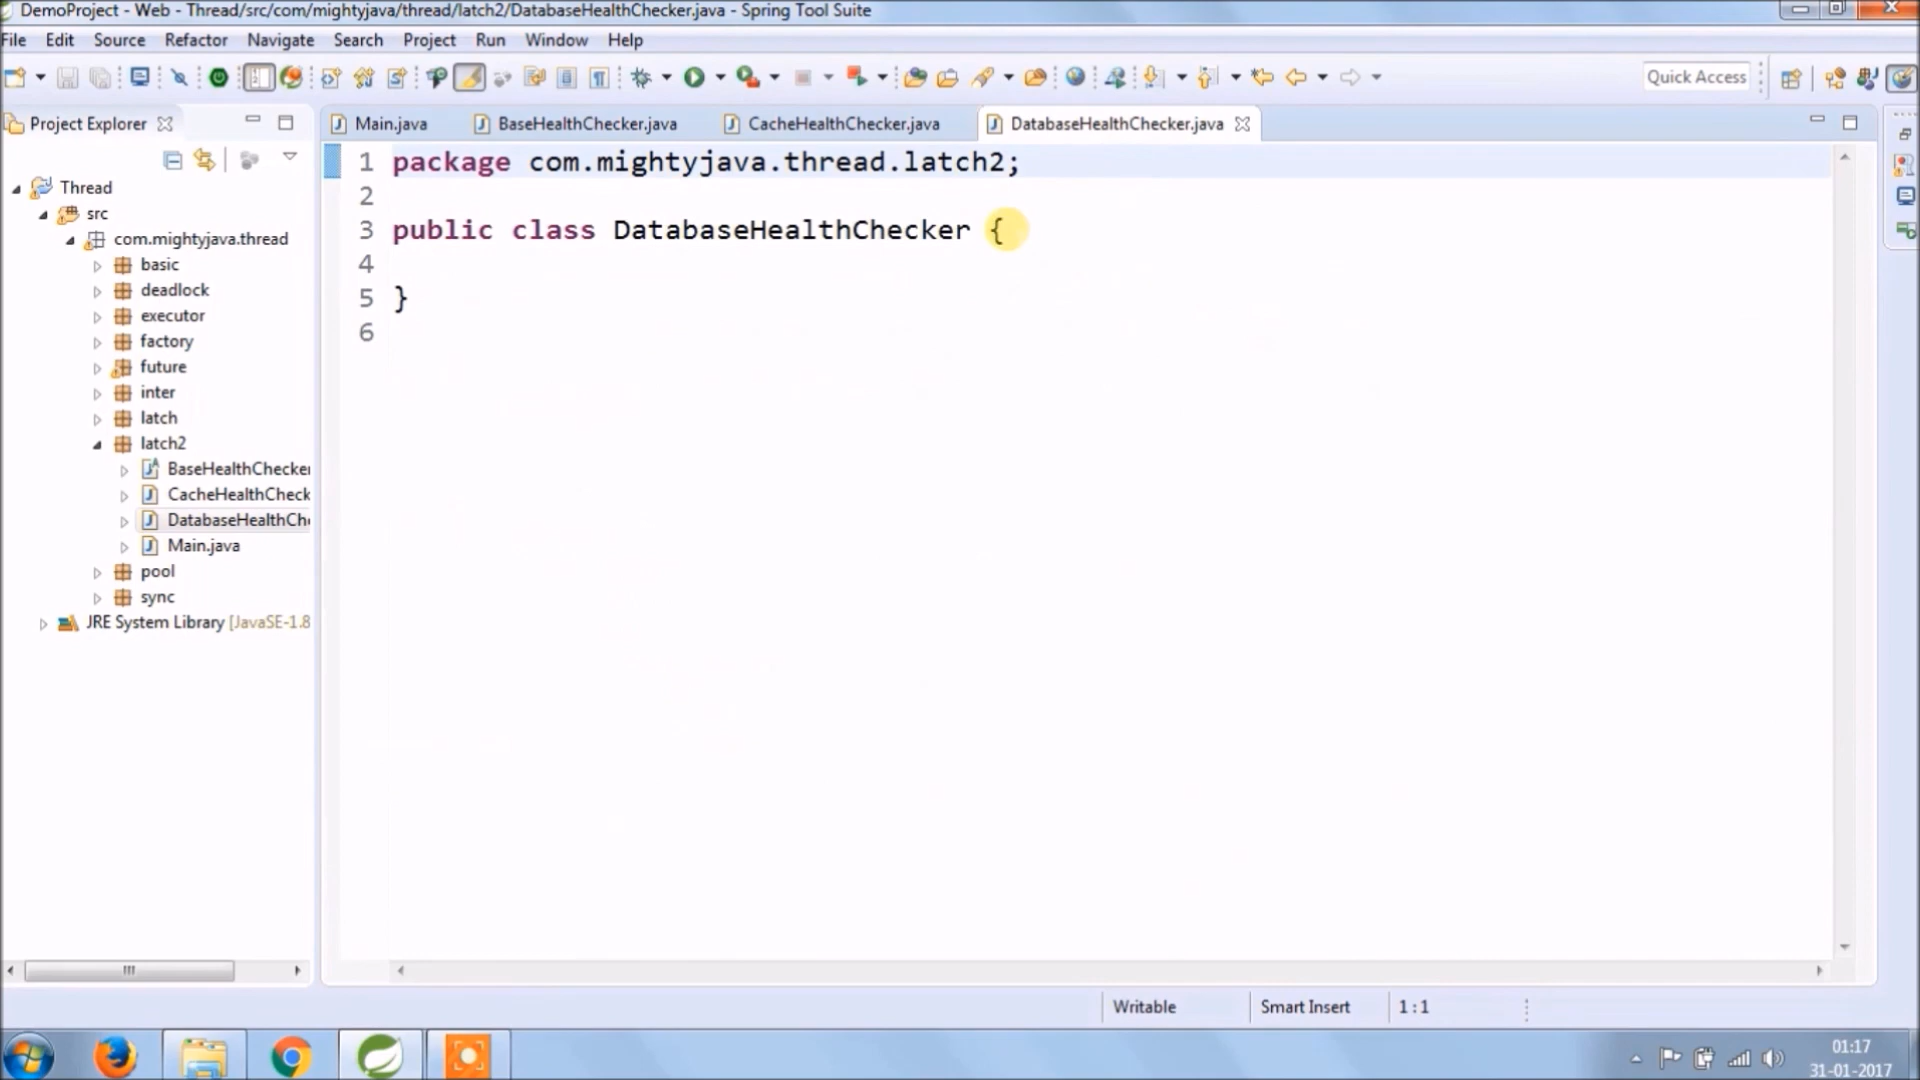 DemoProject - Web - Thread/src/com/mightyjava/thread/latch2/DatabaseHealthChecker.java - Spring Tool Suite
File Edit Source Refactor Navigate Search Project Run Window Help
Quick Access
Project Explorer
Main.java BaseHealthChecker.java CacheHealthChecker.java DatabaseHealthChecker.java
Thread
src
com.mightyjava.thread
basic
deadlock
executor
factory
future
inter
latch
latch2
BaseHealthChecker
CacheHealthCheck
DatabaseHealthChe
Main.java
pool
sync
JRE System Library [JavaSE-1.8
1 package com.mightyjava.thread.latch2;
2
3 public class DatabaseHealthChecker {
4
5 }
6
Writable Smart Insert 1 : 1
01:17
31-01-2017